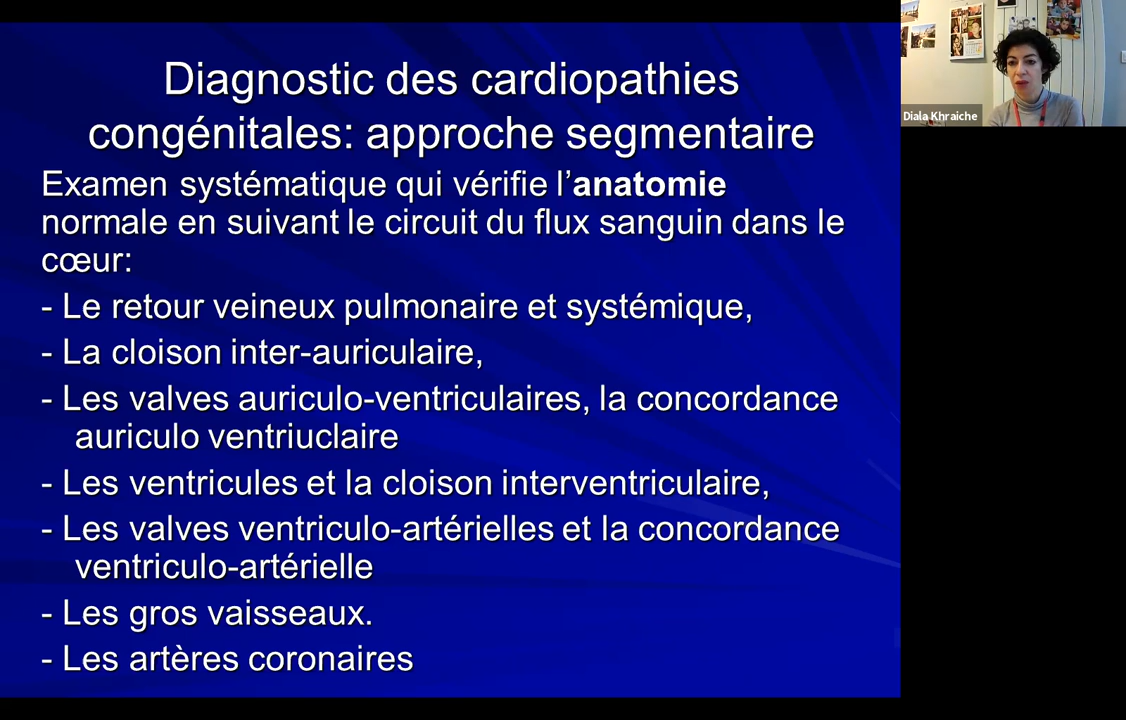 Diagnostic des cardiopathies
congénitales: approche segmentaire
Examen systématique qui vérifie l’anatomie
normale en suivant le circuit du flux sanguin dans le
cœur:
- Le retour veineux pulmonaire et systémique,
- La cloison inter-auriculaire,
- Les valves auriculo-ventriculaires, la concordance
auriculo ventriuclaire
- Les ventricules et la cloison interventriculaire,
- Les valves ventriculo-artérielles et la concordance
ventriculo-artérielle
- Les gros vaisseaux.
- Les artères coronaires
Diala Khraiche